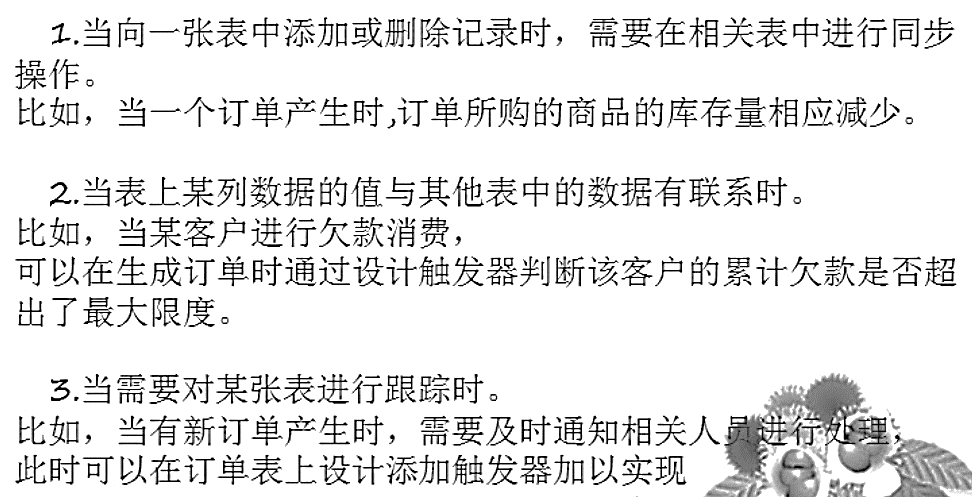 1.当向一张表中添加或删除记录时，需要在相关表中进行同步
操作。
比如，当一个订单产生时,订单所购的商品的库存量相应减少。
2.当表上某列数据的值与其他表中的数据有联系时。
比如，当某客户进行欠款消费，
可以在生成订单时通过设计触发器判断该客户的累计欠款是否超
出了最大限度。
3.当需要对某张表进行跟踪时。
比如，当有新订单产生时，需要及时通知相关人员进行处理，
此时可以在订单表上设计添加触发器加以实现